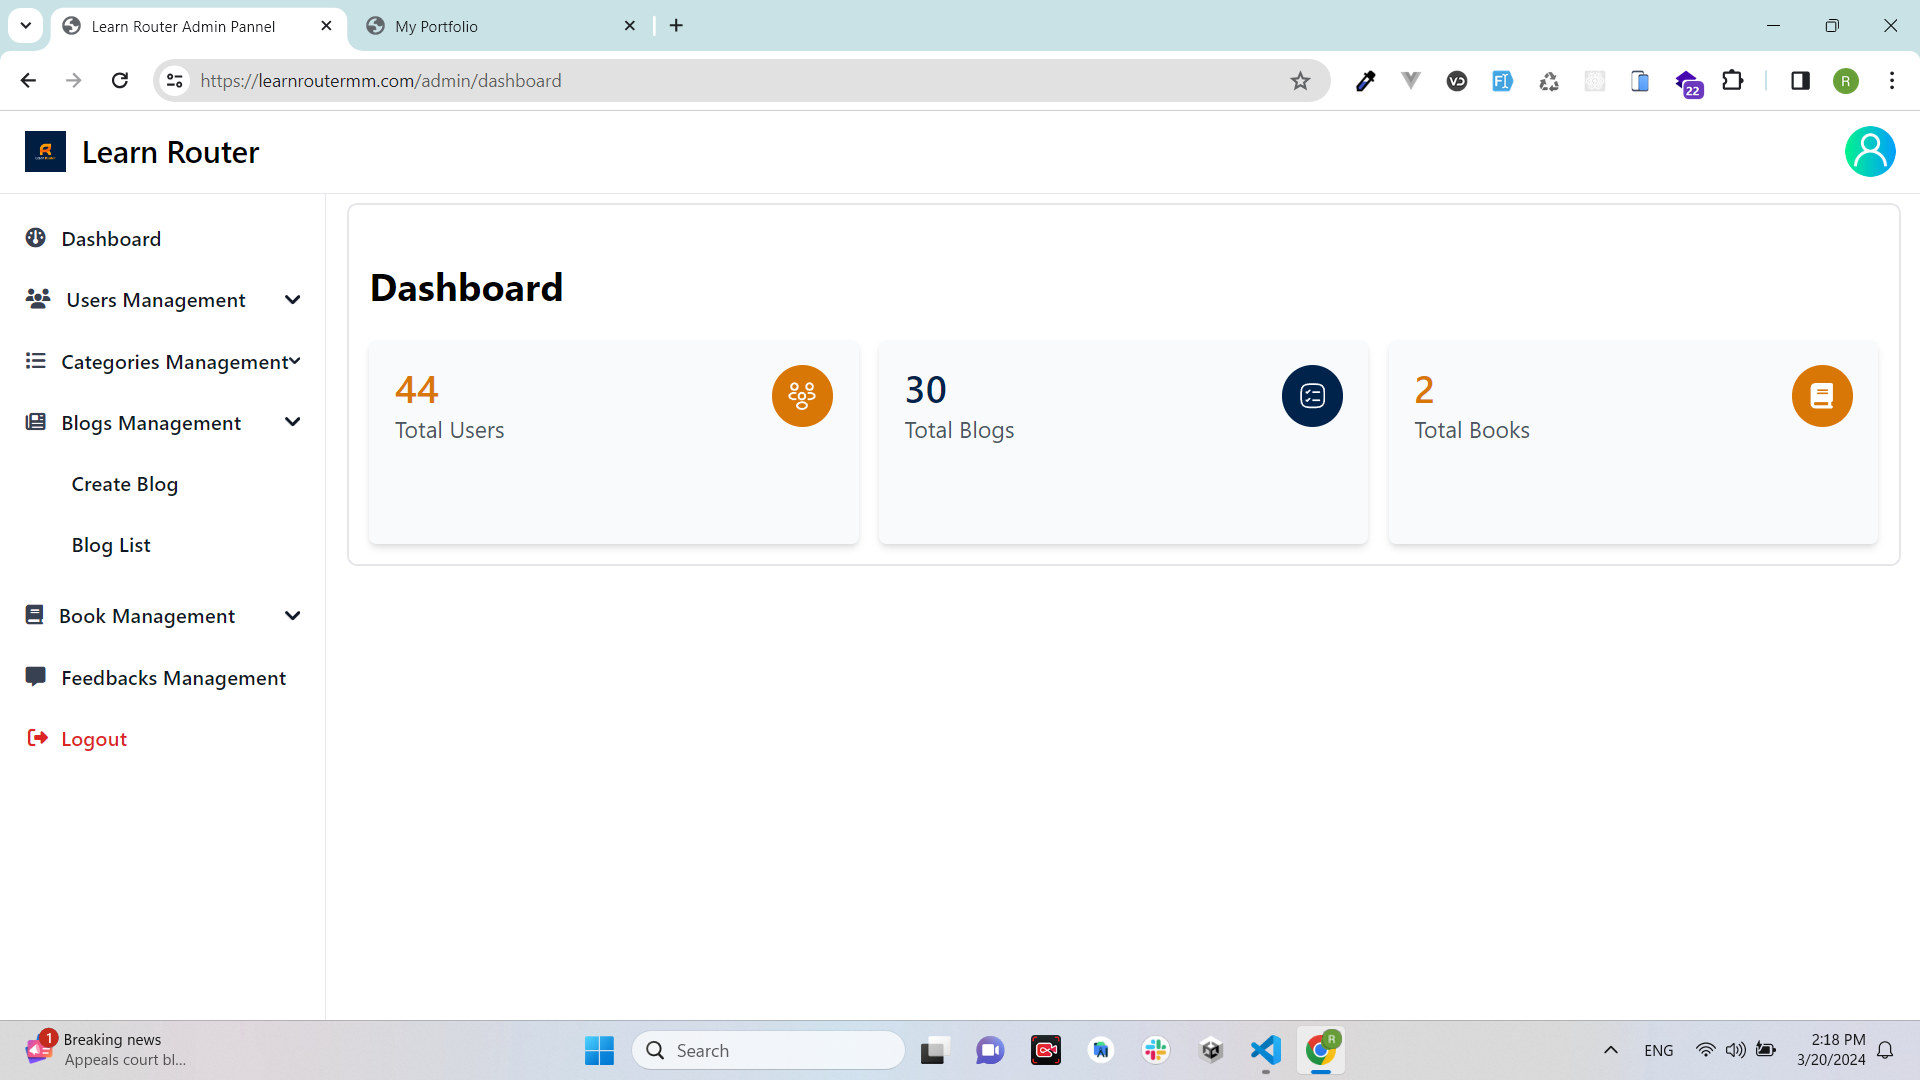 Learn Router Admin Pannel
My Portfolio
https://learnroutermm.com/admin/dashboard
22
R
Learn Router
Dashboard
Users Management
Categories Management
Blogs Management
Create Blog
Blog List
Book Management
Feedbacks Management
Logout
Dashboard
44
Total Users
30
Total Blogs
2
Total Books
1
Breaking news
Appeals court bl...
Search
R
ENG
2:18 PM
3/20/2024